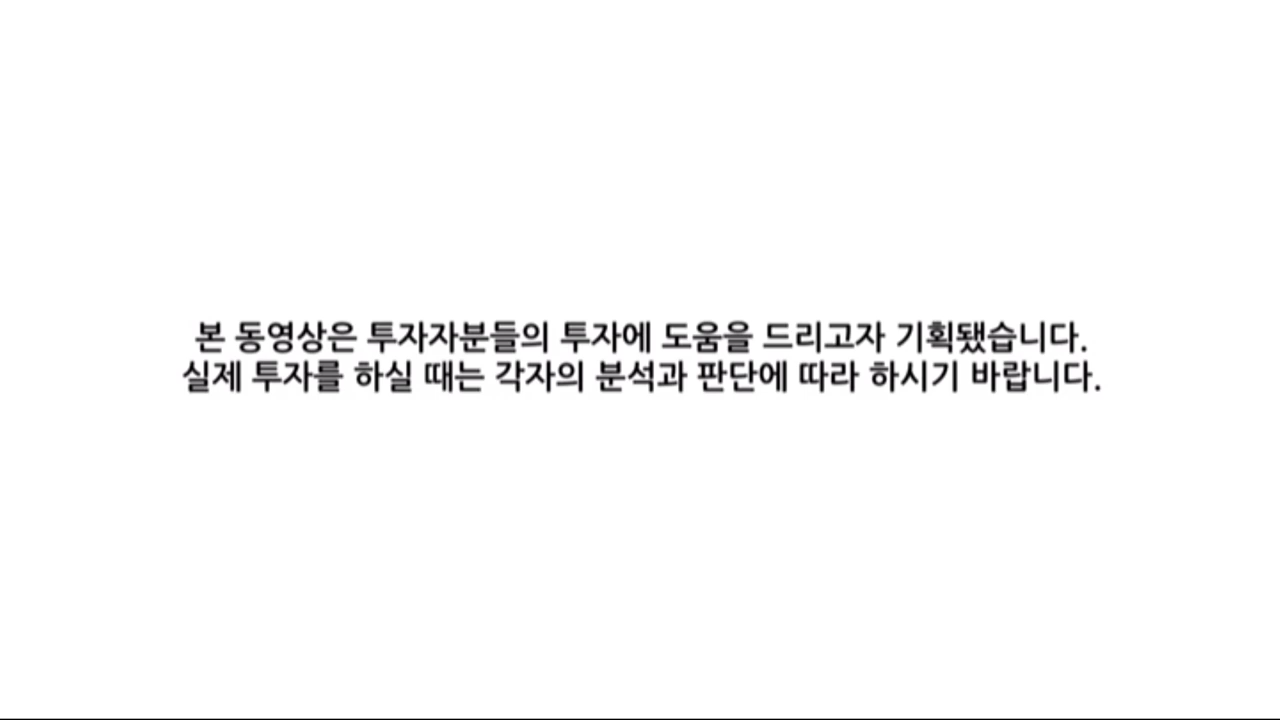 본 동영상은 투자자분들의 투자에 도움을 드리고자 기획됐습니다.
실제 투자를 하실 때는 각자의 분석과 판단에 따라 하시기 바랍니다.